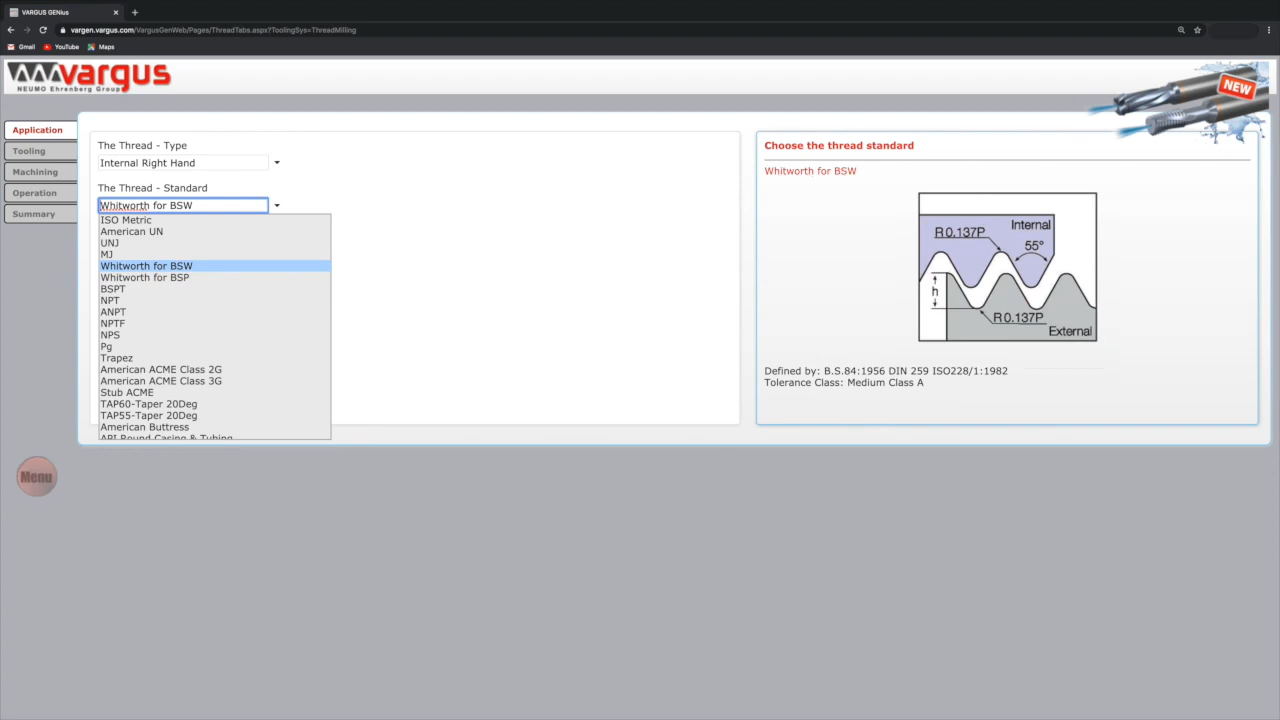 VARGUS GENius
vargen.vargus.com/VargusGenWeb/Pages/ThreadTabs.aspx?ToolingSys=ThreadMilling
Gmail YouTube Maps
vargus
NEUMO Ehrenberg Group
NEW
Application
Tooling
Machining
Operation
Summary
Menu
The Thread - Type
Internal Right Hand
The Thread - Standard
Whitworth for BSW
ISO Metric
American UN
UNJ
MJ
Whitworth for BSW
Whitworth for BSP
BSPT
NPT
ANPT
NPTF
NPS
Pg
Trapez
American ACME Class 2G
American ACME Class 3G
Stub ACME
TAP60-Taper 20Deg
TAP55-Taper 20Deg
American Buttress
API Round Casing & Tubing
Choose the thread standard
Whitworth for BSW
Internal
R 0.137P
55°
h
R 0.137P
External
Defined by: B.S.84:1956 DIN 259 ISO228/1:1982
Tolerance Class: Medium Class A